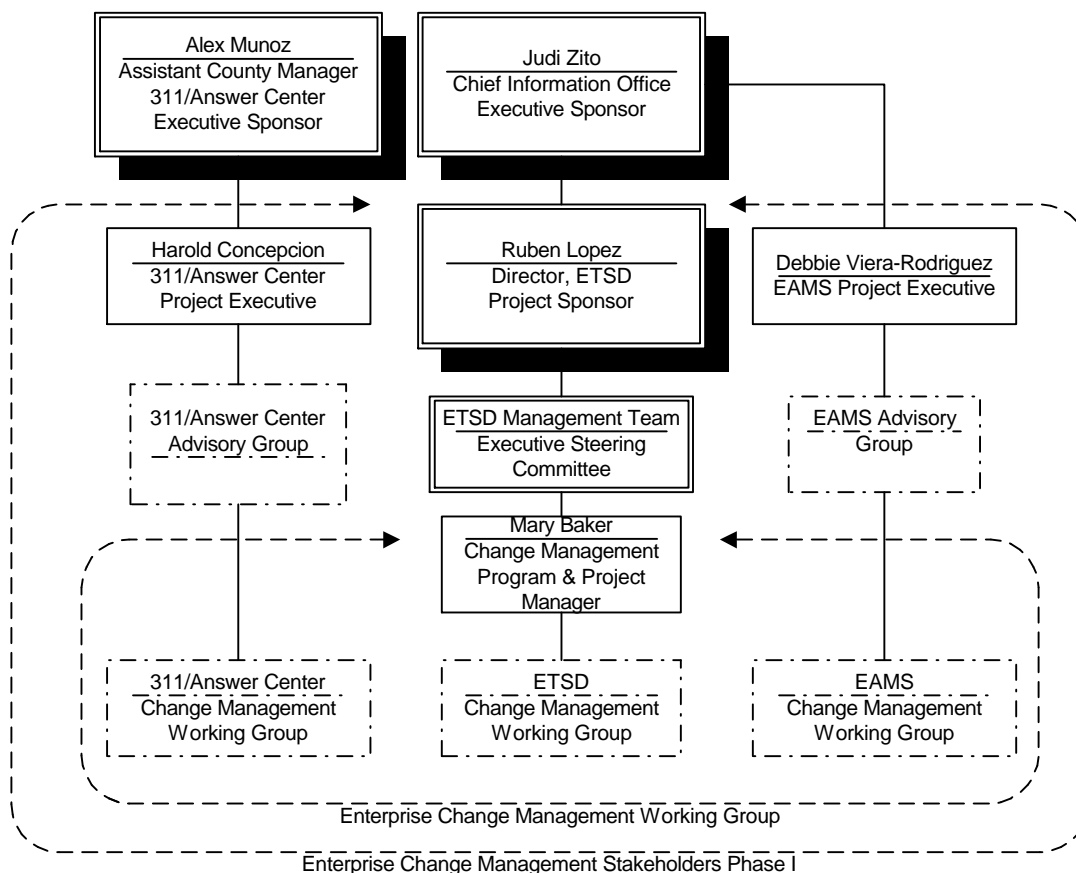 Alex Munoz
Assistant County Manager
311/Answer Center
Executive Sponsor
Judi Zito
Chief Information Office
Executive Sponsor
Harold Concepcion
311/Answer Center
Project Executive
Ruben Lopez
Director, ETSD
Project Sponsor
Debbie Viera-Rodriguez
EAMS Project Executive
311/Answer Center
Advisory Group
ETSD Management Team
Executive Steering
Committee
EAMS Advisory
Group
Mary Baker
Change Management
Program & Project
Manager
311/Answer Center
Change Management
Working Group
ETSD
Change Management
Working Group
EAMS
Change Management
Working Group
Enterprise Change Management Working Group
Enterprise Change Management Stakeholders Phase I